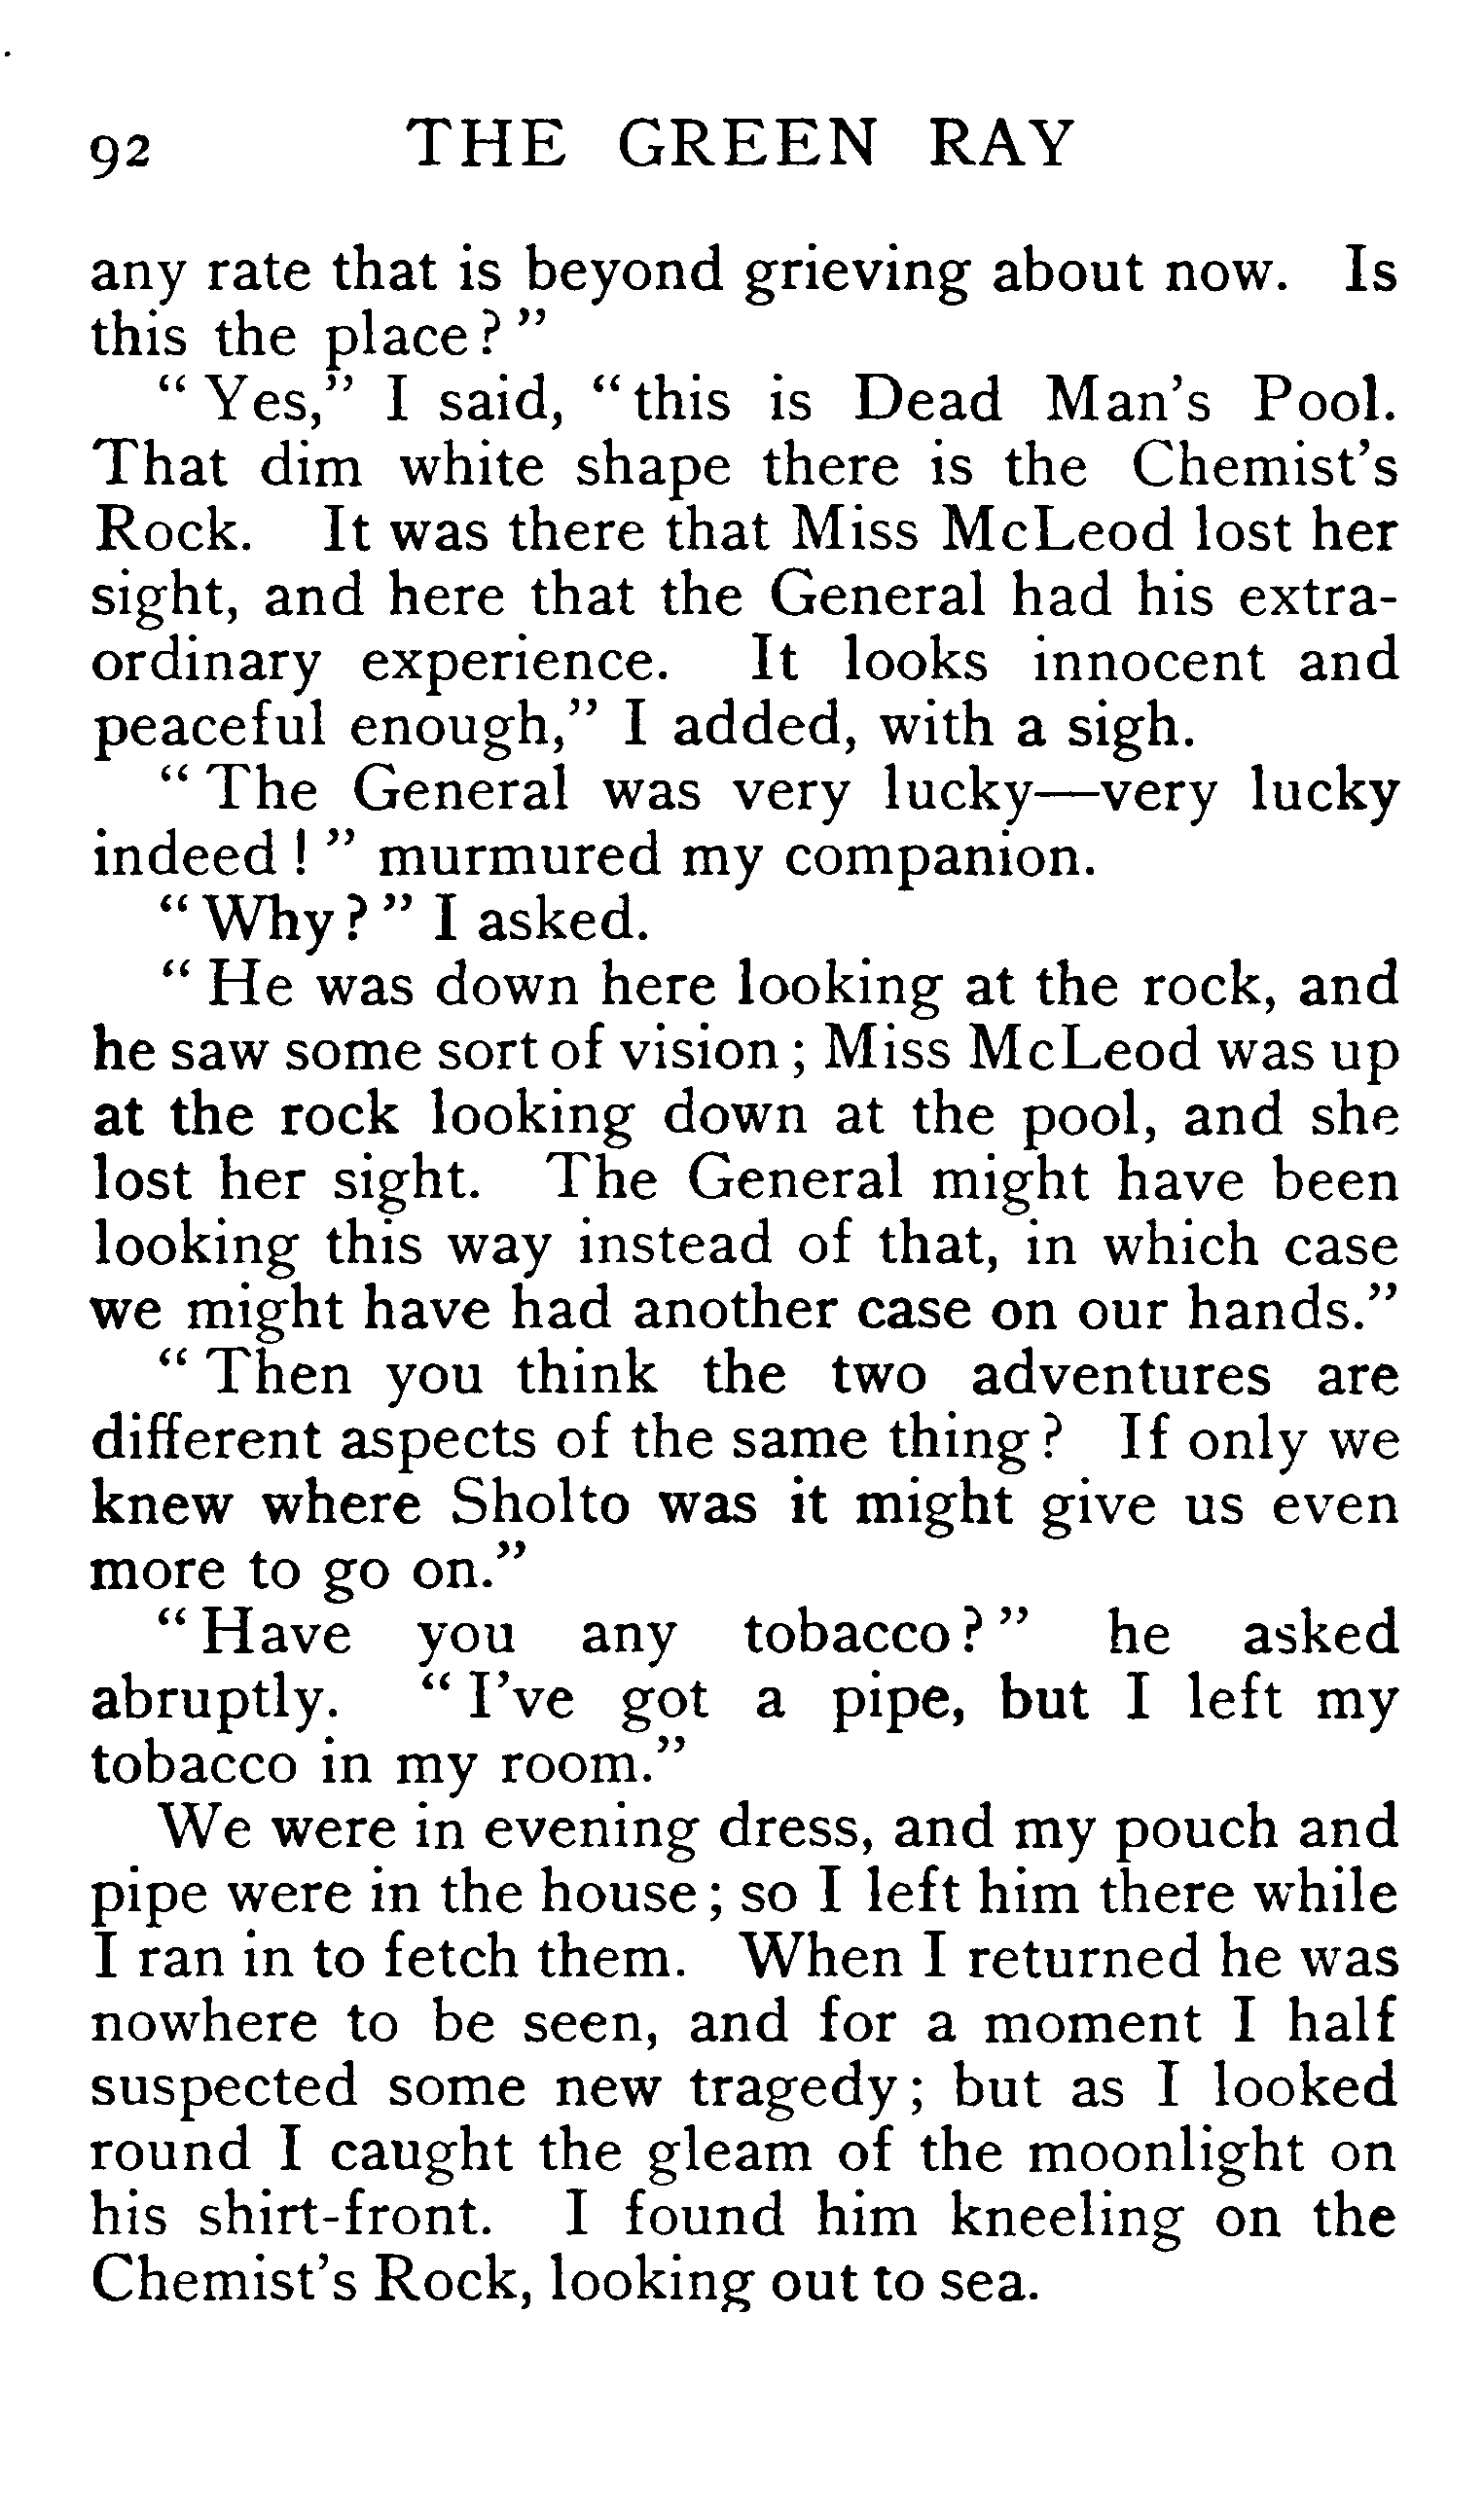 92 THE GREEN RAY
any rate that is beyond grieving about now. Is
this the place?"
"Yes," I said, "this is Dead Man's Pool.
That dim white shape there is the Chemist's
Rock. It was there that Miss McLeod lost her
sight, and here that the General had his extra-
ordinary experience. It looks innocent and
peaceful enough," I added, with a sigh.
"The General was very lucky—very lucky
indeed!" murmured my companion.
"Why?" I asked.
"He was down here looking at the rock, and
he saw some sort of vision; Miss McLeod was up
at the rock looking down at the pool, and she
lost her sight. The General might have been
looking this way instead of that, in which case
we might have had another case on our hands."
"Then you think the two adventures are
different aspects of the same thing? If only we
knew where Sholto was it might give us even
more to go on."
"Have you any tobacco?" he asked
abruptly. "I've got a pipe, but I left my
tobacco in my room."
We were in evening dress, and my pouch and
pipe were in the house; so I left him there while
I ran in to fetch them. When I returned he was
nowhere to be seen, and for a moment I half
suspected some new tragedy; but as I looked
round I caught the gleam of the moonlight on
his shirt-front. I found him kneeling on the
Chemist's Rock, looking out to sea.